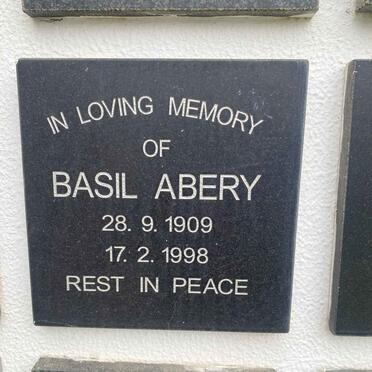 IN LOVING MEMORY
OF
BASIL ABERY
28. 9. 1909
17. 2. 1998
REST IN PEACE